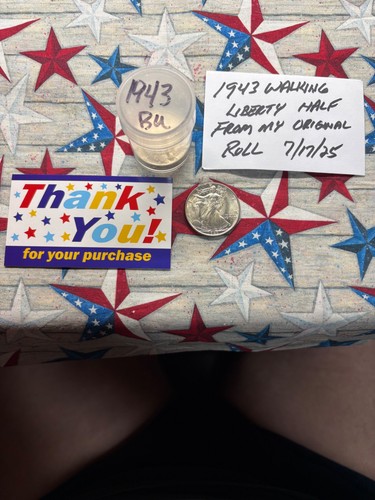 1943
BU
1943 WALKING
LIBERTY HALF
FROM MY ORIGINAL
ROLL 7/17/25
Thank
You!
for your purchase